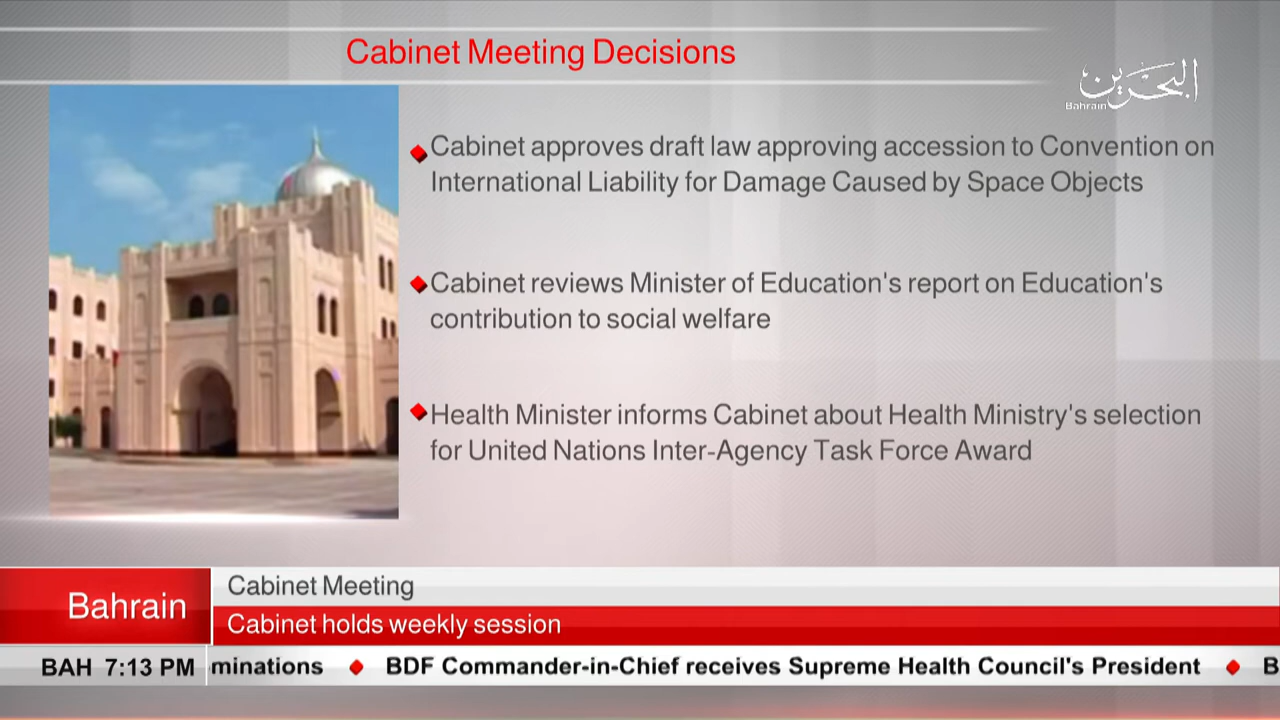 Cabinet Meeting Decisions
البحرين
Bahrain
Cabinet approves draft law approving accession to Convention on
International Liability for Damage Caused by Space Objects
Cabinet reviews Minister of Education's report on Education's
contribution to social welfare
Health Minister informs Cabinet about Health Ministry's selection
for United Nations Inter-Agency Task Force Award
Bahrain
Cabinet Meeting
Cabinet holds weekly session
BAH 7:13 PM minations BDF Commander-in-Chief receives Supreme Health Council's President B